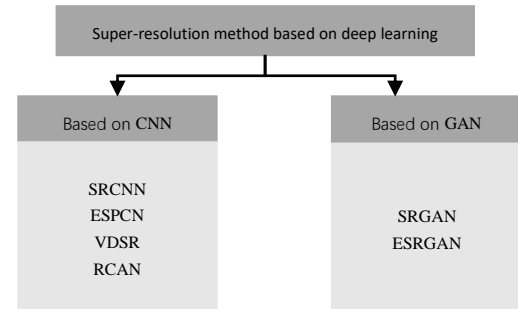 Super-resolution method based on deep learning
Based on CNN
SRCNN
ESPCN
VDSR
RCAN
Based on GAN
SRGAN
ESRGAN